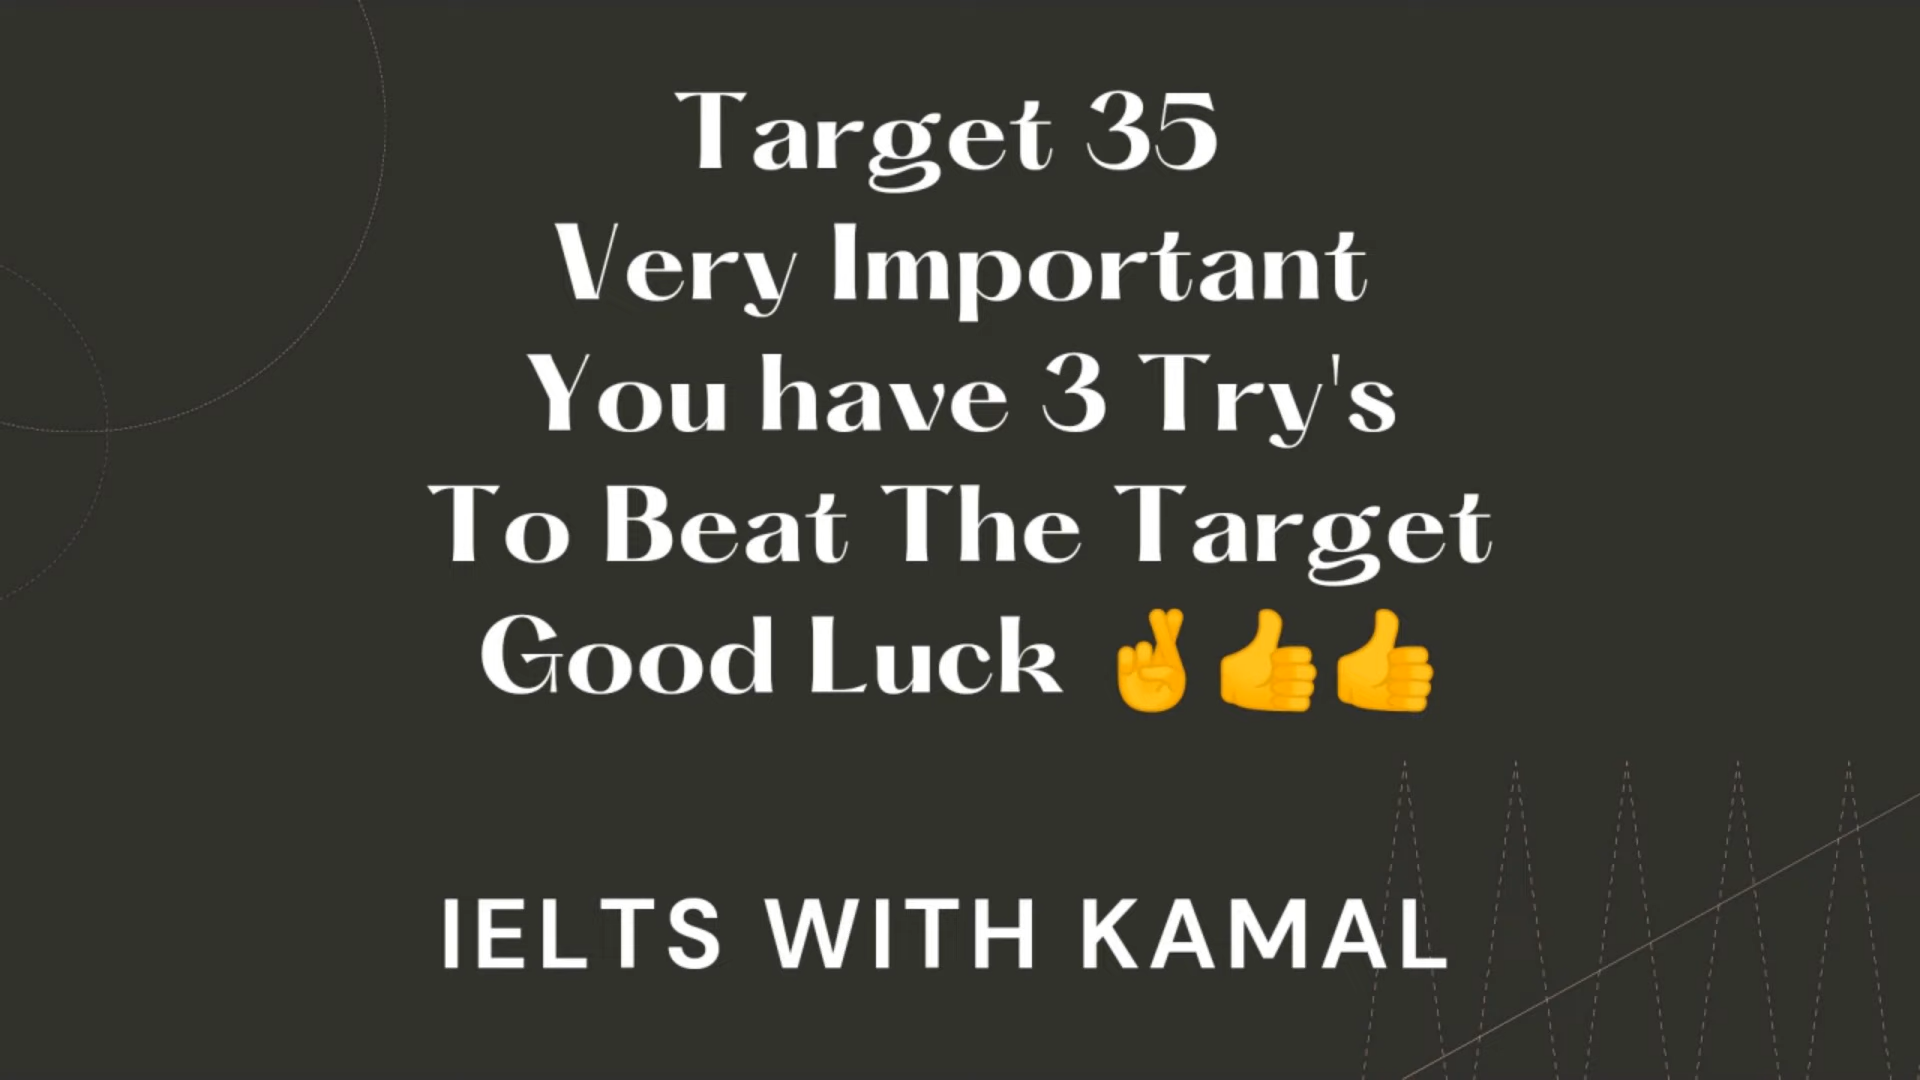 Target 35
Very Important
You have 3 Try's
To Beat The Target
Good Luck 🤞👍👍
IELTS WITH KAMAL